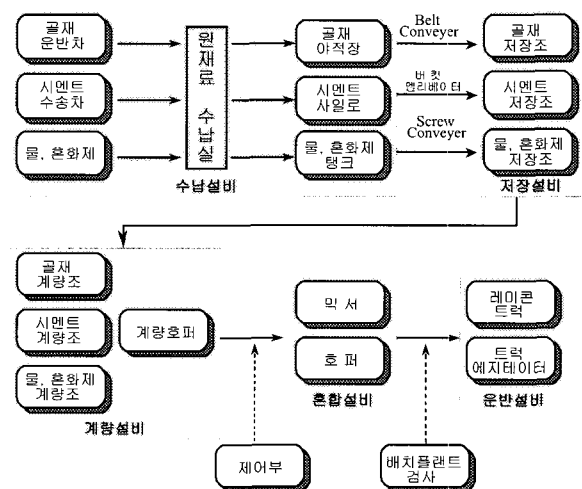 골재
운반차
시멘트
수송차
물, 혼화제
원재료 수납실
수납설비
골재
야적장
시멘트
사일로
물, 혼화제
탱크
Belt
Conveyer
버킷
엘리베이터
Screw
Conveyer
골재
저장조
시멘트
저장조
물, 혼화제
저장조
저장설비
골재
계량조
시멘트
계량조
물, 혼화제
계량조
계량설비
계량호퍼
제어부
믹서
호퍼
혼합설비
배치플랜트
검사
레미콘
트럭
트럭
에지테이터
운반설비